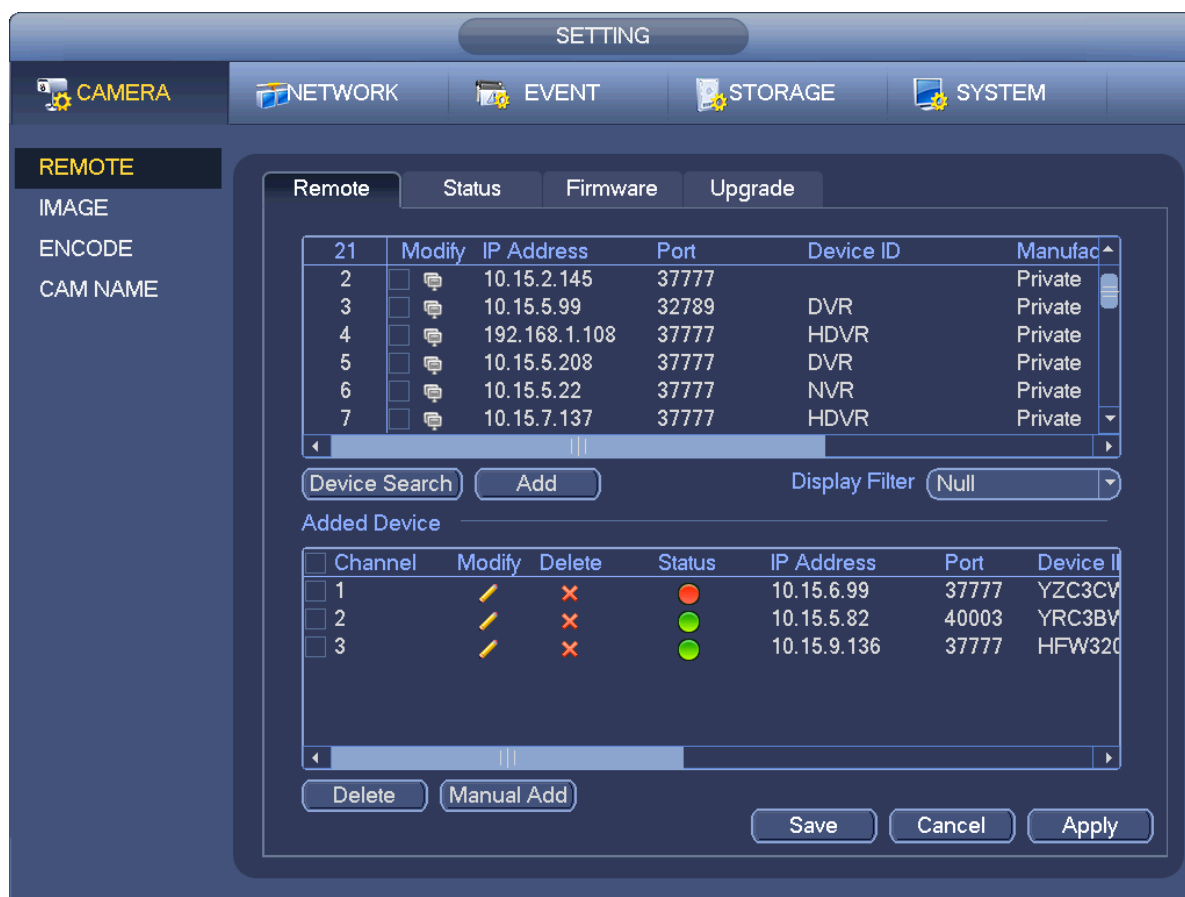 SETTING
CAMERA NETWORK EVENT STORAGE SYSTEM
REMOTE
IMAGE
ENCODE
CAM NAME
Remote Status Firmware Upgrade
21 Modify IP Address Port Device ID Manufac
2 10.15.2.145 37777 Private
3 10.15.5.99 32789 DVR Private
4 192.168.1.108 37777 HDVR Private
5 10.15.5.208 37777 DVR Private
6 10.15.5.22 37777 NVR Private
7 10.15.7.137 37777 HDVR Private
Device Search Add Display Filter Null
Added Device
Channel Modify Delete Status IP Address Port Device I
1 10.15.6.99 37777 YZC3CW
2 10.15.5.82 40003 YRC3BW
3 10.15.9.136 37777 HFW320
Delete Manual Add
Save Cancel Apply